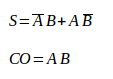 S = A̅ B + A B̅
CO = A B